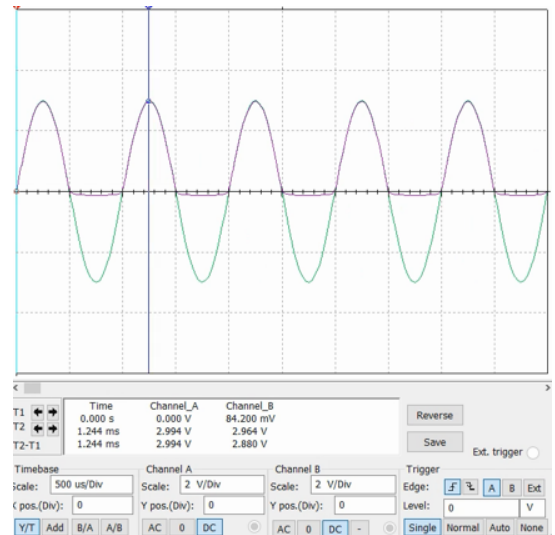 Time Channel_A Channel_B
T1 0.000 s 0.000 V 84.200 mV
T2 1.244 ms 2.994 V 2.964 V
T2-T1 1.244 ms 2.994 V 2.880 V
Reverse
Save
Ext. trigger
Timebase
Scale: 500 us/Div
X pos.(Div): 0
Y/T Add B/A A/B
Channel A
Scale: 2 V/Div
Y pos.(Div): 0
AC 0 DC
Channel B
Scale: 2 V/Div
Y pos.(Div): 0
AC 0 DC -
Trigger
Edge: A B Ext
Level: 0 V
Single Normal Auto None